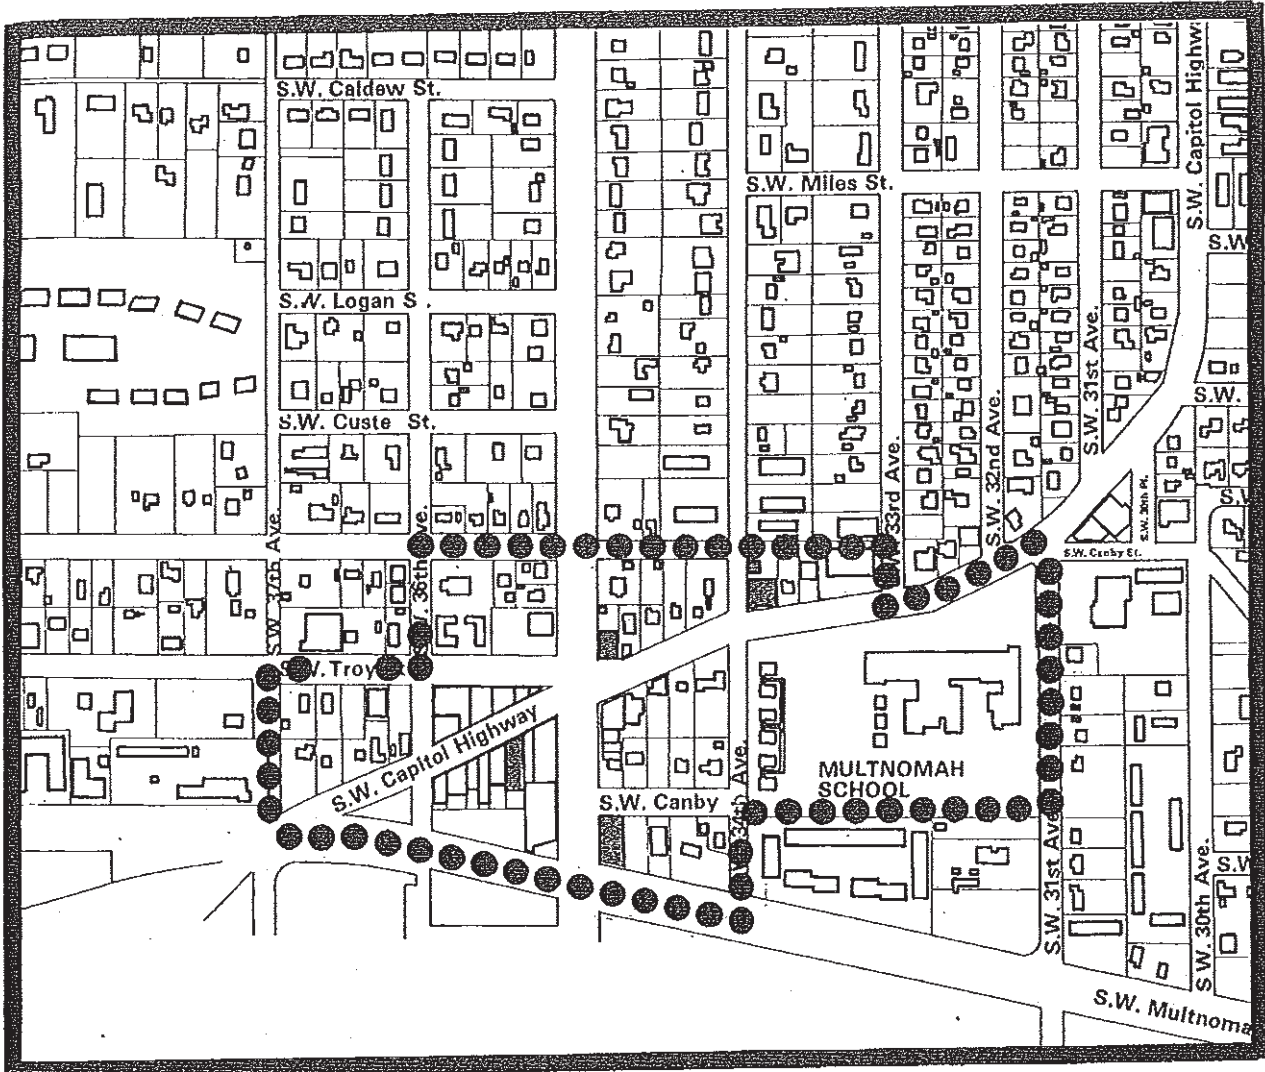 S.W. Caldew St.
S.W. Capitol Highw
S.W. Miles St.
S.W
S.W. Logan S .
S.W. 31st Ave.
S.W.
S.W. Custe St.
S.W. 32nd Ave.
33rd Ave.
S.W. 37th Ave.
36th Ave.
S.W. 30th Pl.
S.W. Canby St.
S.W. Troy
S.W. Capitol Highway
MULTNOMAH
SCHOOL
S.W. Canby
34th Ave.
S.W. 31st Ave
S.W. 30th Ave.
S.W
S.W. Multnoma